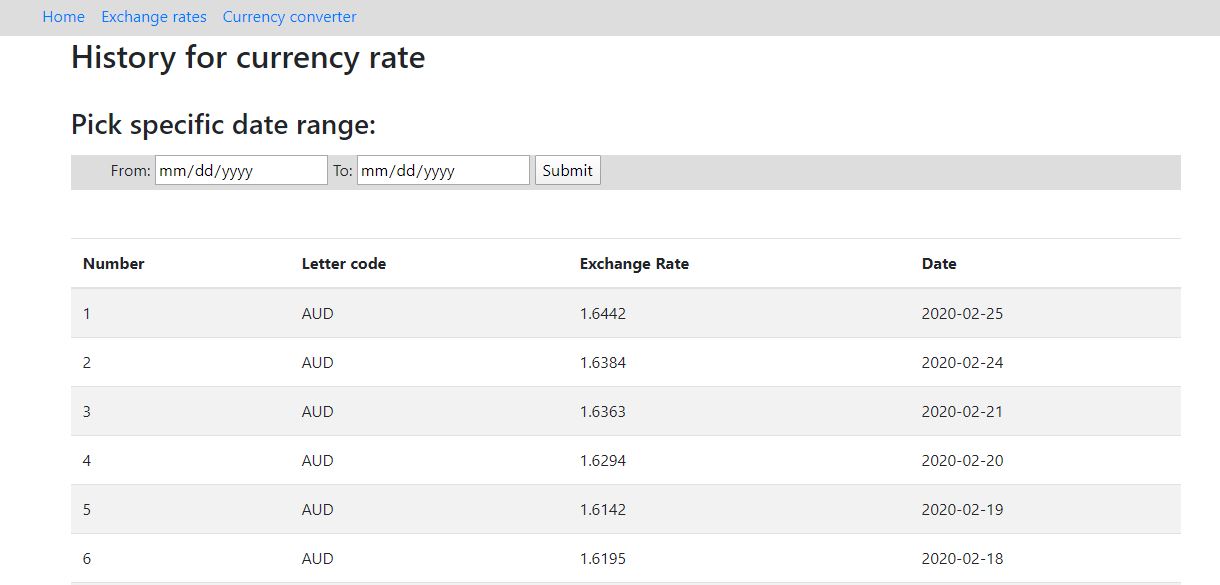 Home Exchange rates Currency converter
History for currency rate
Pick specific date range:
From: mm/dd/yyyy To: mm/dd/yyyy Submit
Number Letter code Exchange Rate Date
1 AUD 1.6442 2020-02-25
2 AUD 1.6384 2020-02-24
3 AUD 1.6363 2020-02-21
4 AUD 1.6294 2020-02-20
5 AUD 1.6142 2020-02-19
6 AUD 1.6195 2020-02-18